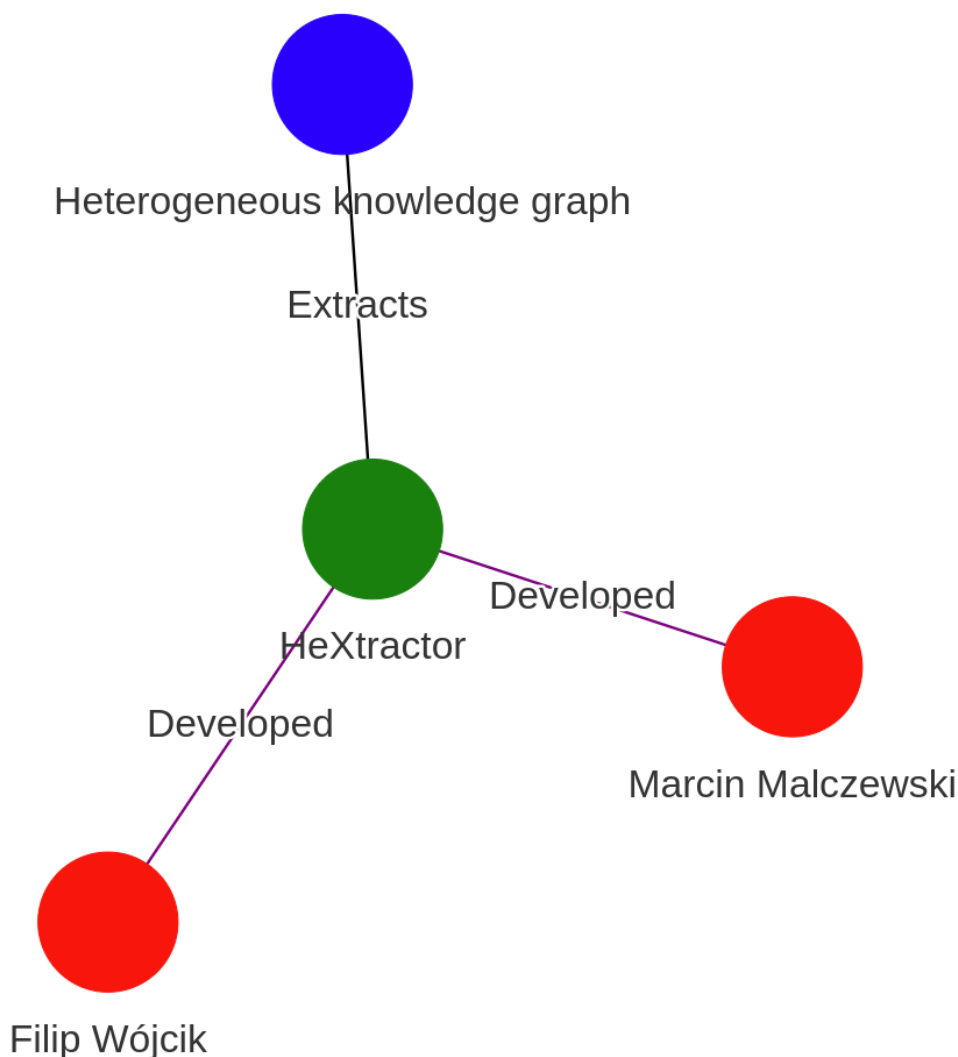 Heterogeneous knowledge graph
Extracts
Developed
HeXtractor
Developed
Marcin Malczewski
Filip Wójcik